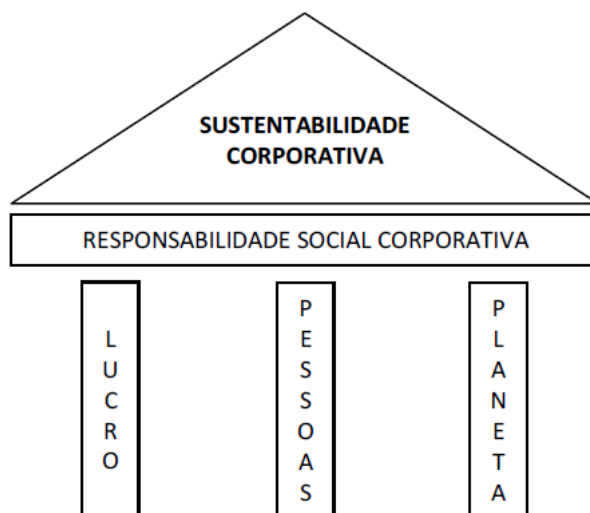 SUSTENTABILIDADE
CORPORATIVA
RESPONSABILIDADE SOCIAL CORPORATIVA
LUCRO
PESSOAS
PLANETA